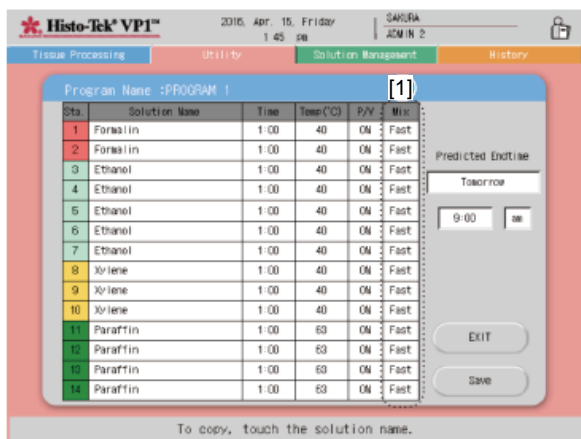 Histo-Tek® VP1™ 2016, Apr. 15, Friday 1 45 pm SAKURA ADMIN 2
Tissue Processing Utility Solution Management History
Program Name :PROGRAM 1 [1]
Sta. Solution Name Time Temp(°C) P/V Mix
1 Formalin 1:00 40 ON Fast
2 Formalin 1:00 40 ON Fast
3 Ethanol 1:00 40 ON Fast
4 Ethanol 1:00 40 ON Fast
5 Ethanol 1:00 40 ON Fast
6 Ethanol 1:00 40 ON Fast
7 Ethanol 1:00 40 ON Fast
8 Xylene 1:00 40 ON Fast
9 Xylene 1:00 40 ON Fast
10 Xylene 1:00 40 ON Fast
11 Paraffin 1:00 63 ON Fast
12 Paraffin 1:00 63 ON Fast
13 Paraffin 1:00 63 ON Fast
14 Paraffin 1:00 63 ON Fast
Predicted Endtime
Tomorrow
9:00 am
EXIT
Save
To copy, touch the solution name.